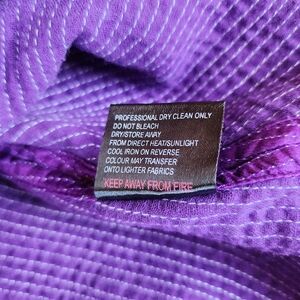 PROFESSIONAL DRY CLEAN ONLY
DO NOT BLEACH
DRY/STORE AWAY
FROM DIRECT HEAT/SUNLIGHT
COOL IRON ON REVERSE
COLOUR MAY TRANSFER
ONTO LIGHTER FABRICS
KEEP AWAY FROM FIRE